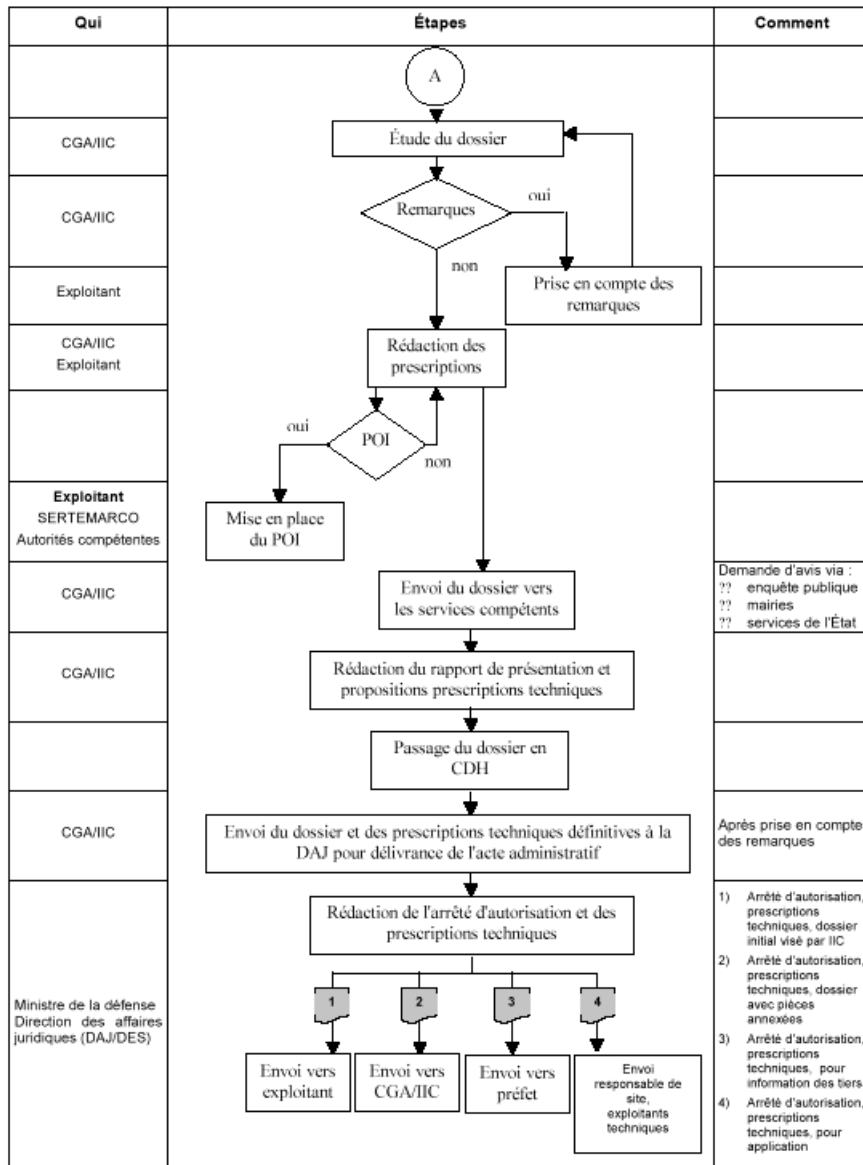 Qui
Étapes
Comment
A
CGA/IIC
Étude du dossier
CGA/IIC
Remarques
oui
non
Exploitant
Prise en compte des
remarques
CGA/IIC
Exploitant
Rédaction des
prescriptions
oui
POI
non
Exploitant
SERTEMARCO
Autorités compétentes
Mise en place
du POI
CGA/IIC
Envoi du dossier vers
les services compétents
Demande d'avis via :
?? enquête publique
?? mairies
?? services de l'État
CGA/IIC
Rédaction du rapport de présentation et
propositions prescriptions techniques
Passage du dossier en
CDH
CGA/IIC
Envoi du dossier et des prescriptions techniques définitives à la
DAJ pour délivrance de l'acte administratif
Après prise en compte
des remarques
Ministre de la défense
Direction des affaires
juridiques (DAJ/DES)
Rédaction de l'arrêté d'autorisation et des
prescriptions techniques
1
2
3
4
Envoi vers
exploitant
Envoi vers
CGA/IIC
Envoi vers
préfet
Envoi
responsable de
site,
exploitants
techniques
1) Arrêté d'autorisation,
prescriptions
techniques, dossier
initial visé par IIC
2) Arrêté d'autorisation,
prescriptions
techniques, dossier
avec pièces
annexées
3) Arrêté d'autorisation,
prescriptions
techniques, pour
information des tiers
4) Arrêté d'autorisation,
prescriptions
techniques, pour
application